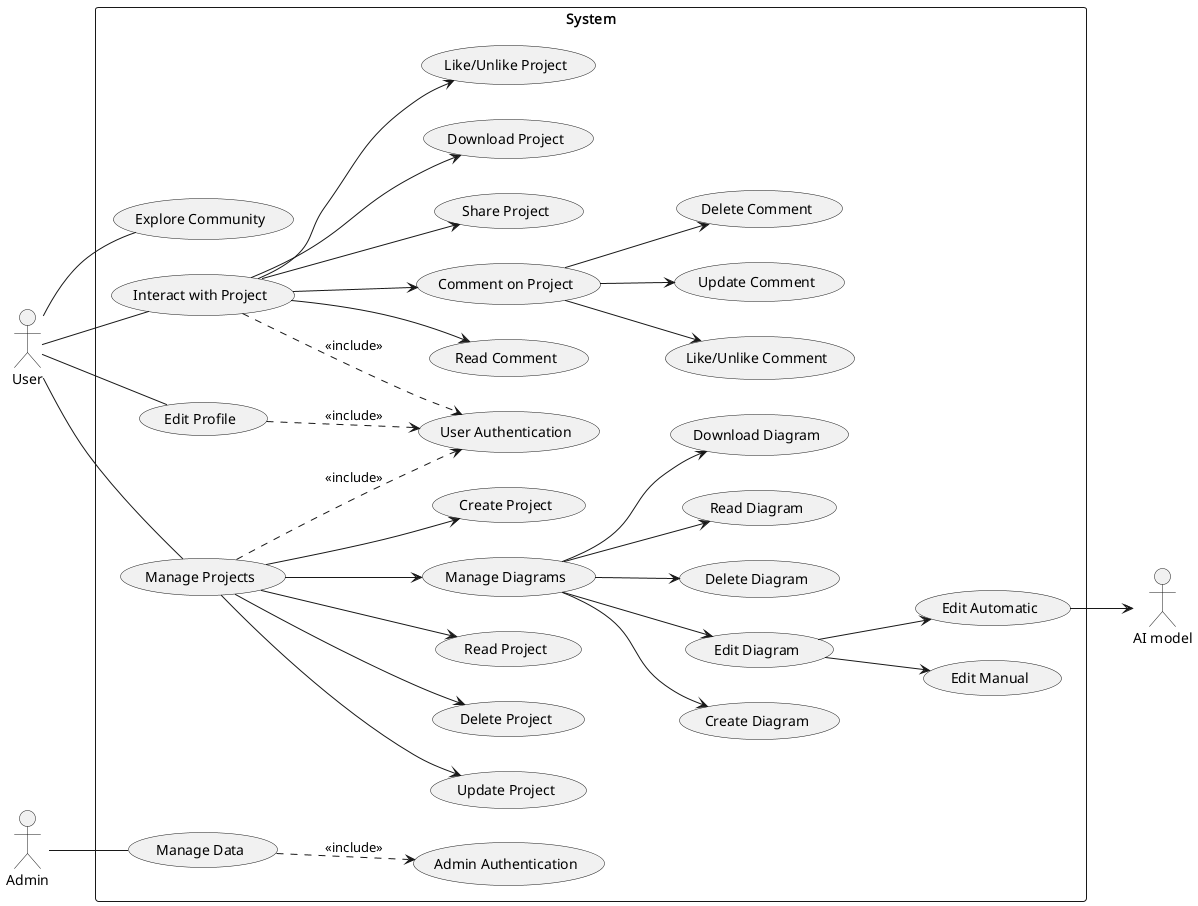 System
Like/Unlike Project
Download Project
Share Project
Delete Comment
Explore Community
Comment on Project
Update Comment
Interact with Project
Read Comment
Like/Unlike Comment
«include»
User
Edit Profile
«include»
User Authentication
Download Diagram
«include»
Create Project
Read Diagram
Manage Projects
Manage Diagrams
Delete Diagram
Edit Automatic
AI model
Read Project
Edit Diagram
Edit Manual
Delete Project
Create Diagram
Update Project
Manage Data
«include»
Admin Authentication
Admin